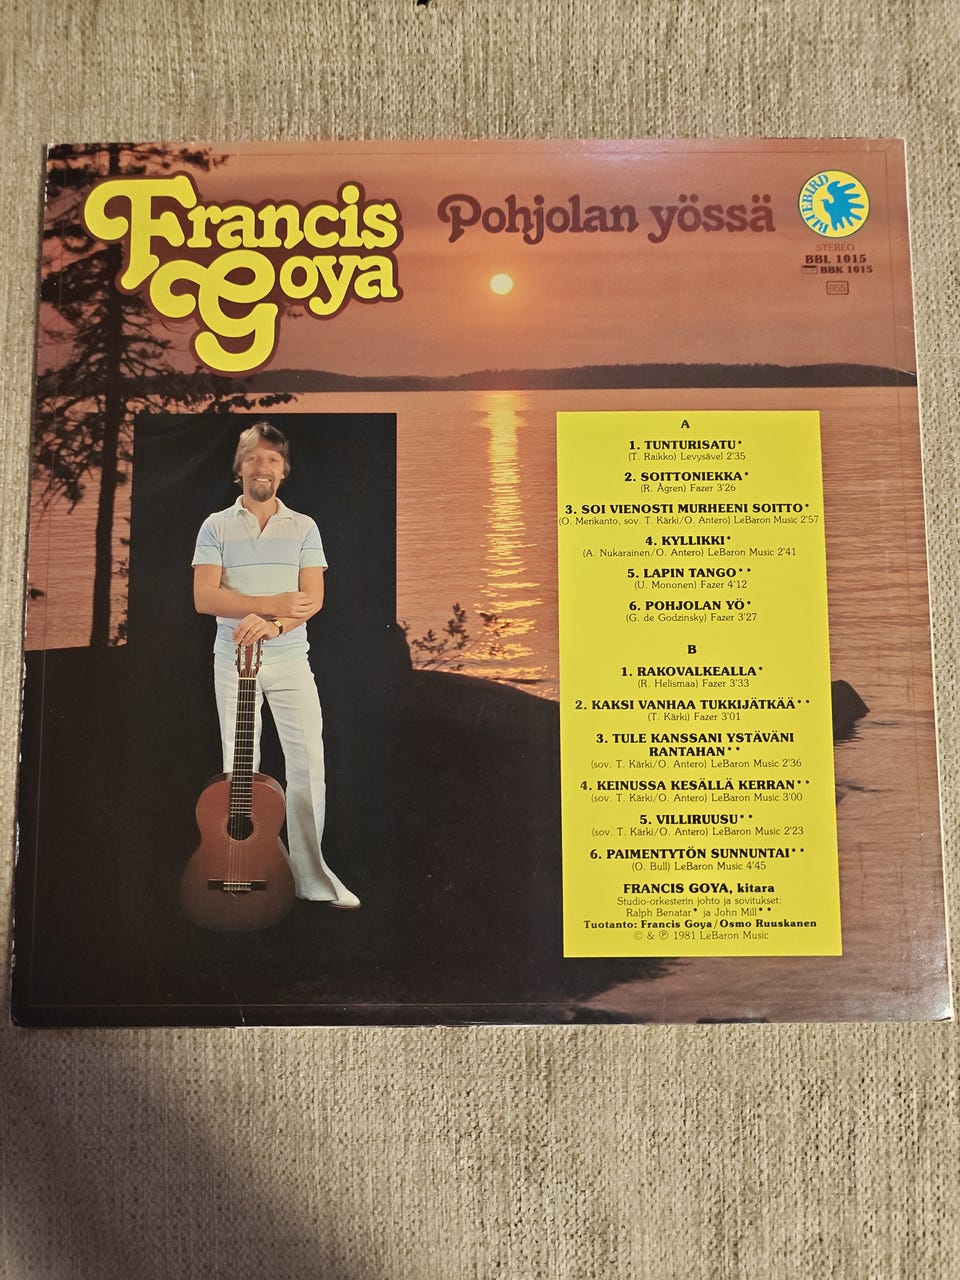 Francis
Goya
Pohjolan yössä
BLUEBIRD
STEREO
BBL 1015
BBK 1015
055
A
1. TUNTURISATU*
(T. Raikko) Levysävel 2'35
2. SOITTONIEKKA*
(R. Ågren) Fazer 3'26
3. SOI VIENOSTI MURHEENI SOITTO*
(O. Merikanto, sov. T. Kärki/O. Antero) LeBaron Music 2'57
4. KYLLIKKI*
(A. Nukarainen/O. Antero) LeBaron Music 2'41
5. LAPIN TANGO**
(U. Mononen) Fazer 4'12
6. POHJOLAN YÖ*
(G. de Godzinsky) Fazer 3'27
B
1. RAKOVALKEALLA*
(R. Helismaa) Fazer 3'33
2. KAKSI VANHAA TUKKIJÄTKÄÄ**
(T. Kärki) Fazer 3'01
3. TULE KANSSANI YSTÄVÄNI
RANTAHAN**
(sov. T. Kärki/O. Antero) LeBaron Music 2'36
4. KEINUSSA KESÄLLÄ KERRAN**
(sov. T. Kärki/O. Antero) LeBaron Music 3'00
5. VILLIRUUSU**
(sov. T. Kärki/O. Antero) LeBaron Music 2'23
6. PAIMENTYTÖN SUNNUNTAI**
(O. Bull) LeBaron Music 4'45
FRANCIS GOYA, kitara
Studio-orkesterin johto ja sovitukset:
Ralph Benatar* ja John Mill**
Tuotanto: Francis Goya/Osmo Ruuskanen
© & ℗ 1981 LeBaron Music